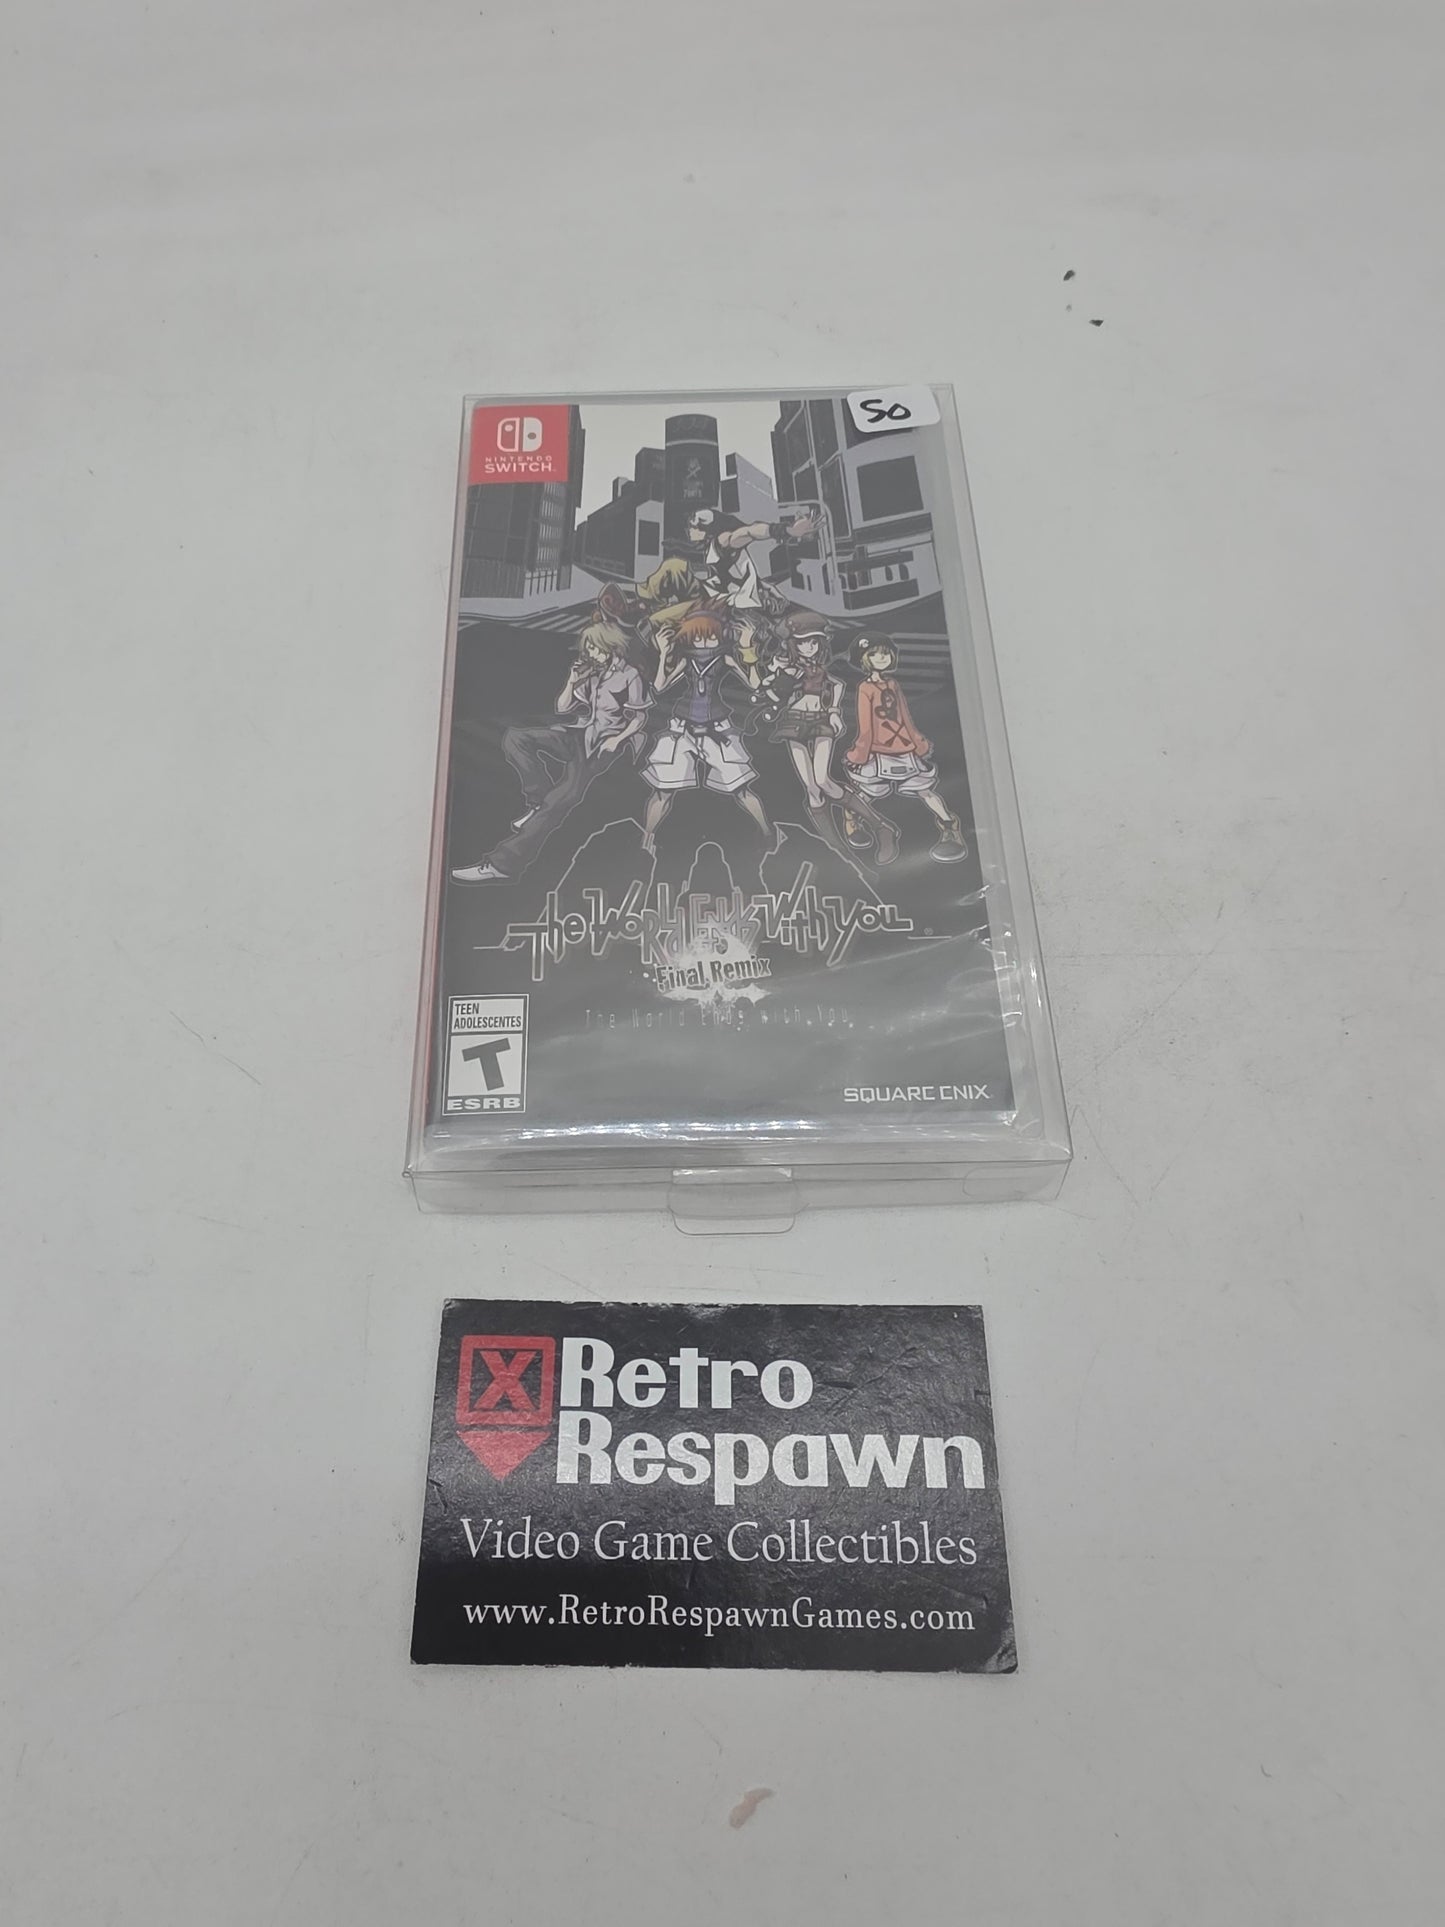 50
NINTENDO
SWITCH
The World Ends With You
Final Remix
The World Ends with You
TEEN
ADOLESCENTES
T
ESRB
SQUARE ENIX
X
Retro
Respawn
Video Game Collectibles
www.RetroRespawnGames.com